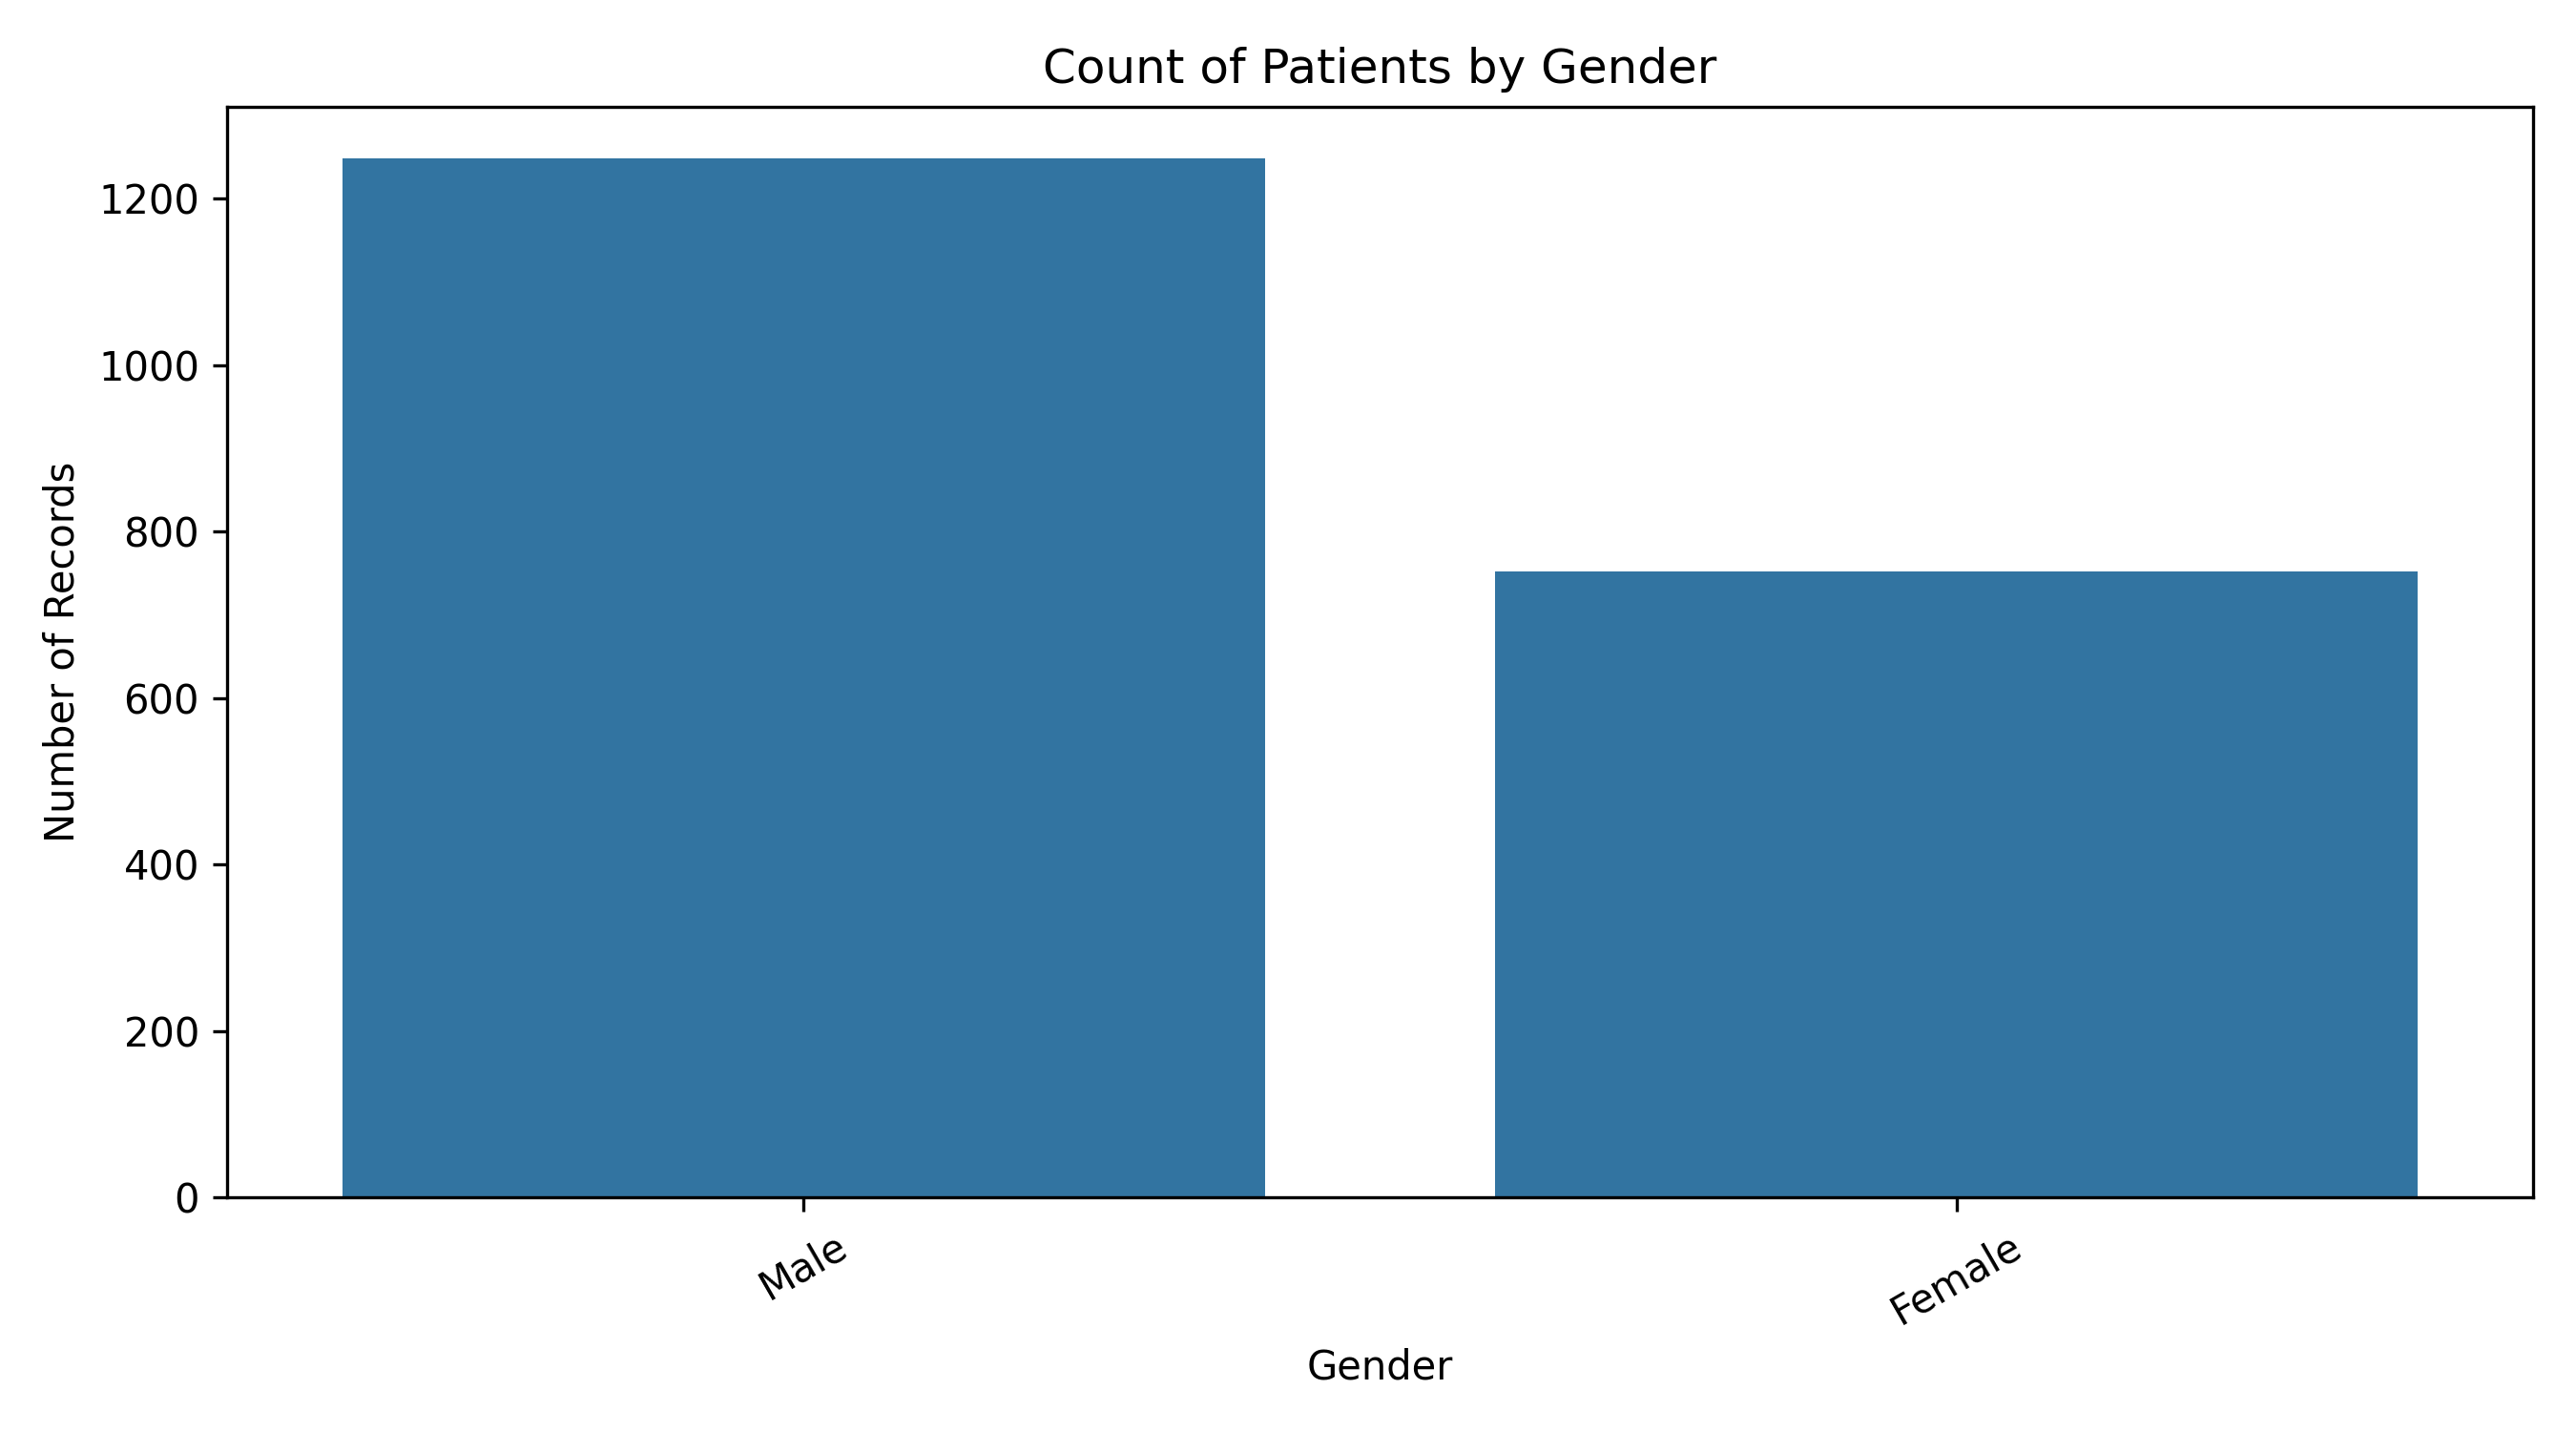 Count of Patients by Gender
1200
1000
800
600
400
200
0
Number of Records
Male
Female
Gender